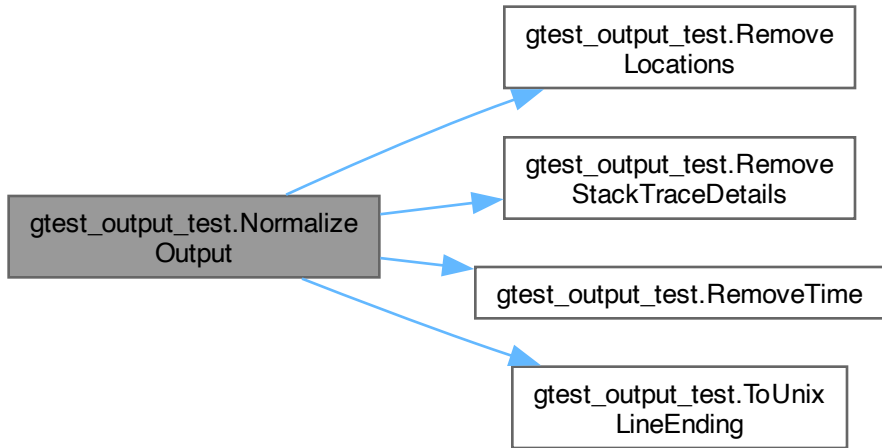 gtest_output_test.Normalize
Output
gtest_output_test.Remove
Locations
gtest_output_test.Remove
StackTraceDetails
gtest_output_test.RemoveTime
gtest_output_test.ToUnix
LineEnding